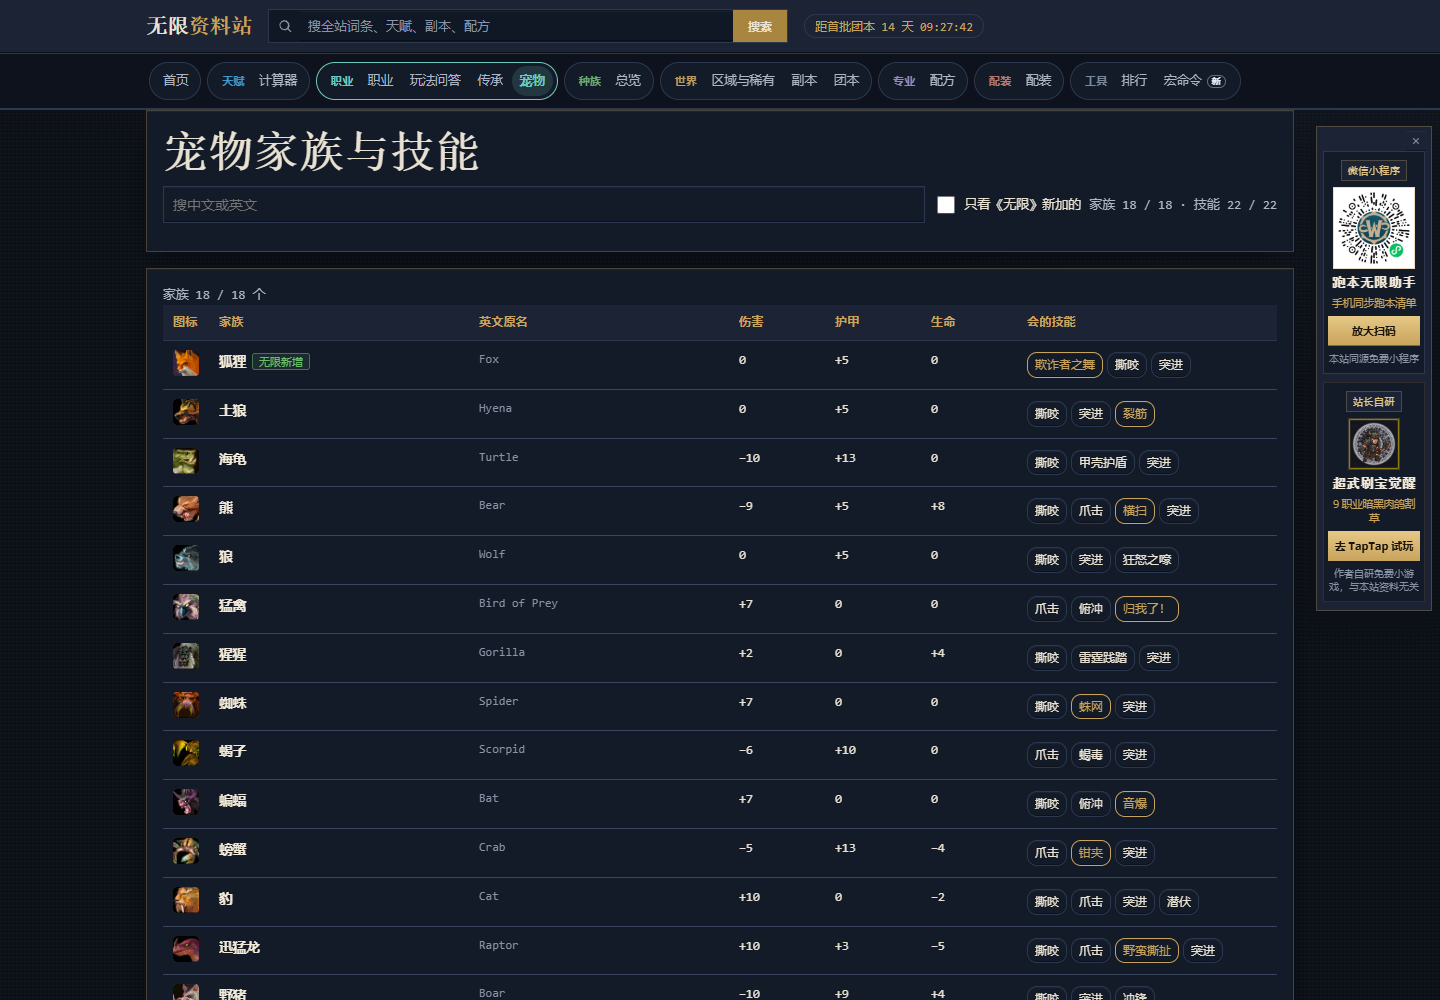 无限资料站 搜全站词条、天赋、副本、配方 搜索 距首批团本 14 天 09:27:42
首页 天赋 计算器 职业 职业 玩法问答 传承 宠物 种族 总览 世界 区域与稀有 副本 团本 专业 配方 配装 配装 工具 排行 宏命令 新
宠物家族与技能
搜中文或英文 只看《无限》新加的 家族 18 / 18 · 技能 22 / 22
家族 18 / 18 个
图标 家族 英文原名 伤害 护甲 生命 会的技能
狐狸 无限新增 Fox 0 +5 0 欺诈者之舞 撕咬 突进
土狼 Hyena 0 +5 0 撕咬 突进 裂筋
海龟 Turtle −10 +13 0 撕咬 甲壳护盾 突进
熊 Bear −9 +5 +8 撕咬 爪击 横扫 突进
狼 Wolf 0 +5 0 撕咬 突进 狂怒之嚎
猛禽 Bird of Prey +7 0 0 爪击 俯冲 归我了！
猩猩 Gorilla +2 0 +4 撕咬 雷霆践踏 突进
蜘蛛 Spider +7 0 0 撕咬 蛛网 突进
蝎子 Scorpid −6 +10 0 爪击 蝎毒 突进
蝙蝠 Bat +7 0 0 撕咬 俯冲 音爆
螃蟹 Crab −5 +13 −4 爪击 钳夹 突进
豹 Cat +10 0 −2 撕咬 爪击 突进 潜伏
迅猛龙 Raptor +10 +3 −5 撕咬 爪击 野蛮撕扯 突进
野猪 Boar −10 +9 +4 撕咬 突进 冲锋
×
微信小程序
跑本无限助手
手机同步跑本清单
放大扫码
本站同源免费小程序
站长自研
超武刷宝觉醒
9 职业暗黑肉鸽割
草
去 TapTap 试玩
作者自研免费小游
戏，与本站资料无关